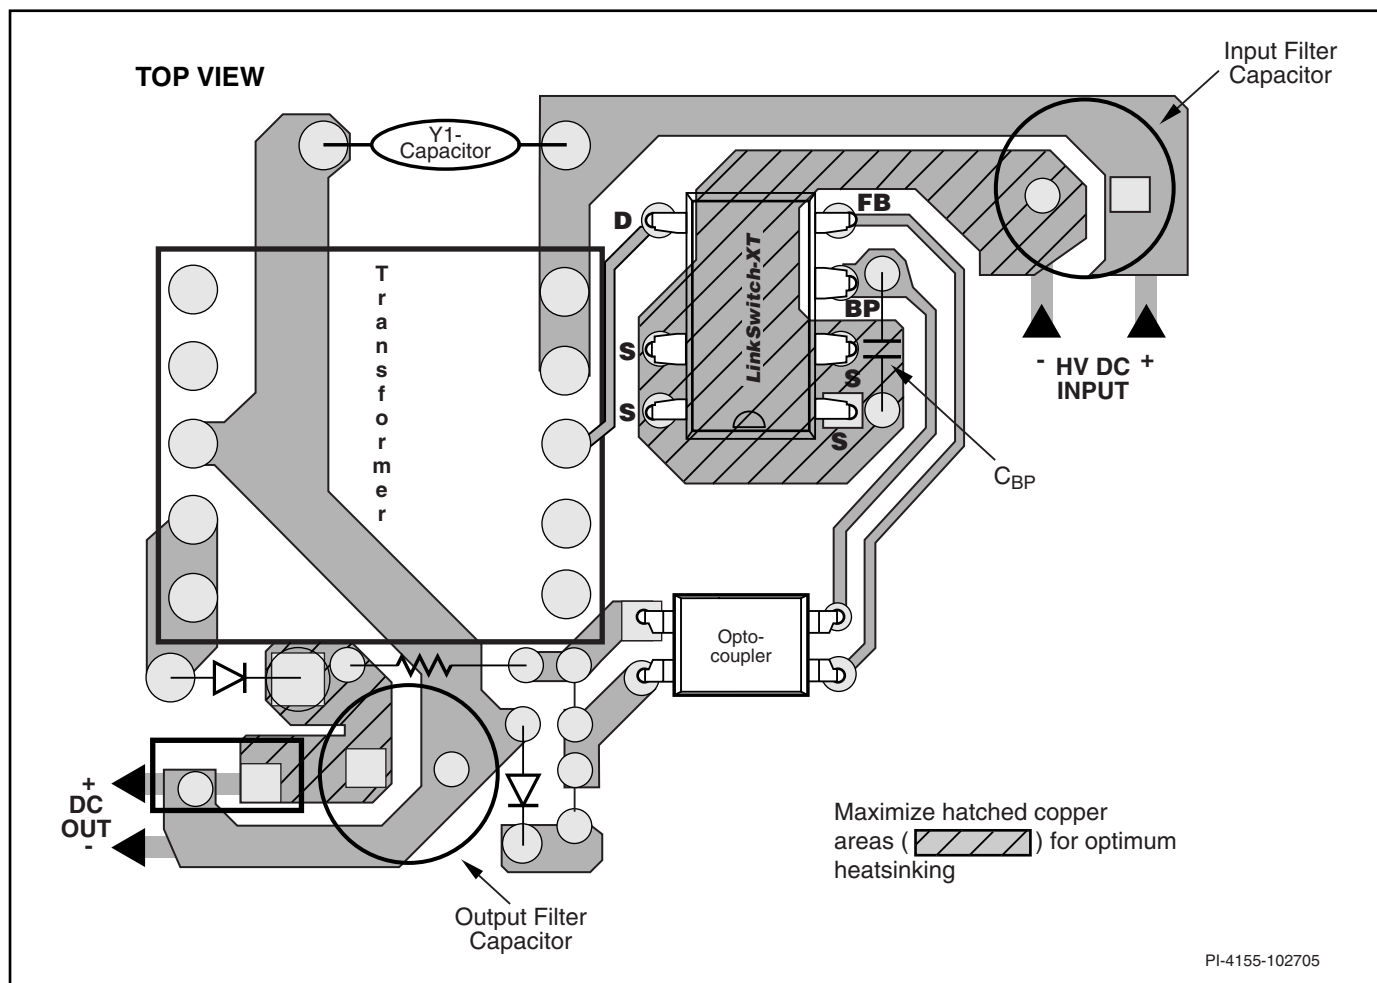 TOP VIEW
Input Filter
Capacitor
Y1-
Capacitor
D
FB
Transformer
LinkSwitch-XT
BP
S
S
S
S
- HV DC +
INPUT
CBP
Opto-
coupler
+
DC
OUT
-
Maximize hatched copper
areas ( ) for optimum
heatsinking
Output Filter
Capacitor
PI-4155-102705